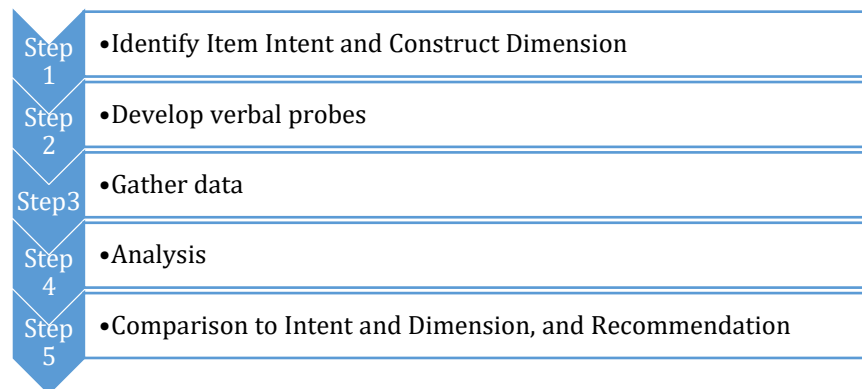 Step
1
•Identify Item Intent and Construct Dimension
Step
2
•Develop verbal probes
Step3
•Gather data
Step
4
•Analysis
Step
5
•Comparison to Intent and Dimension, and Recommendation